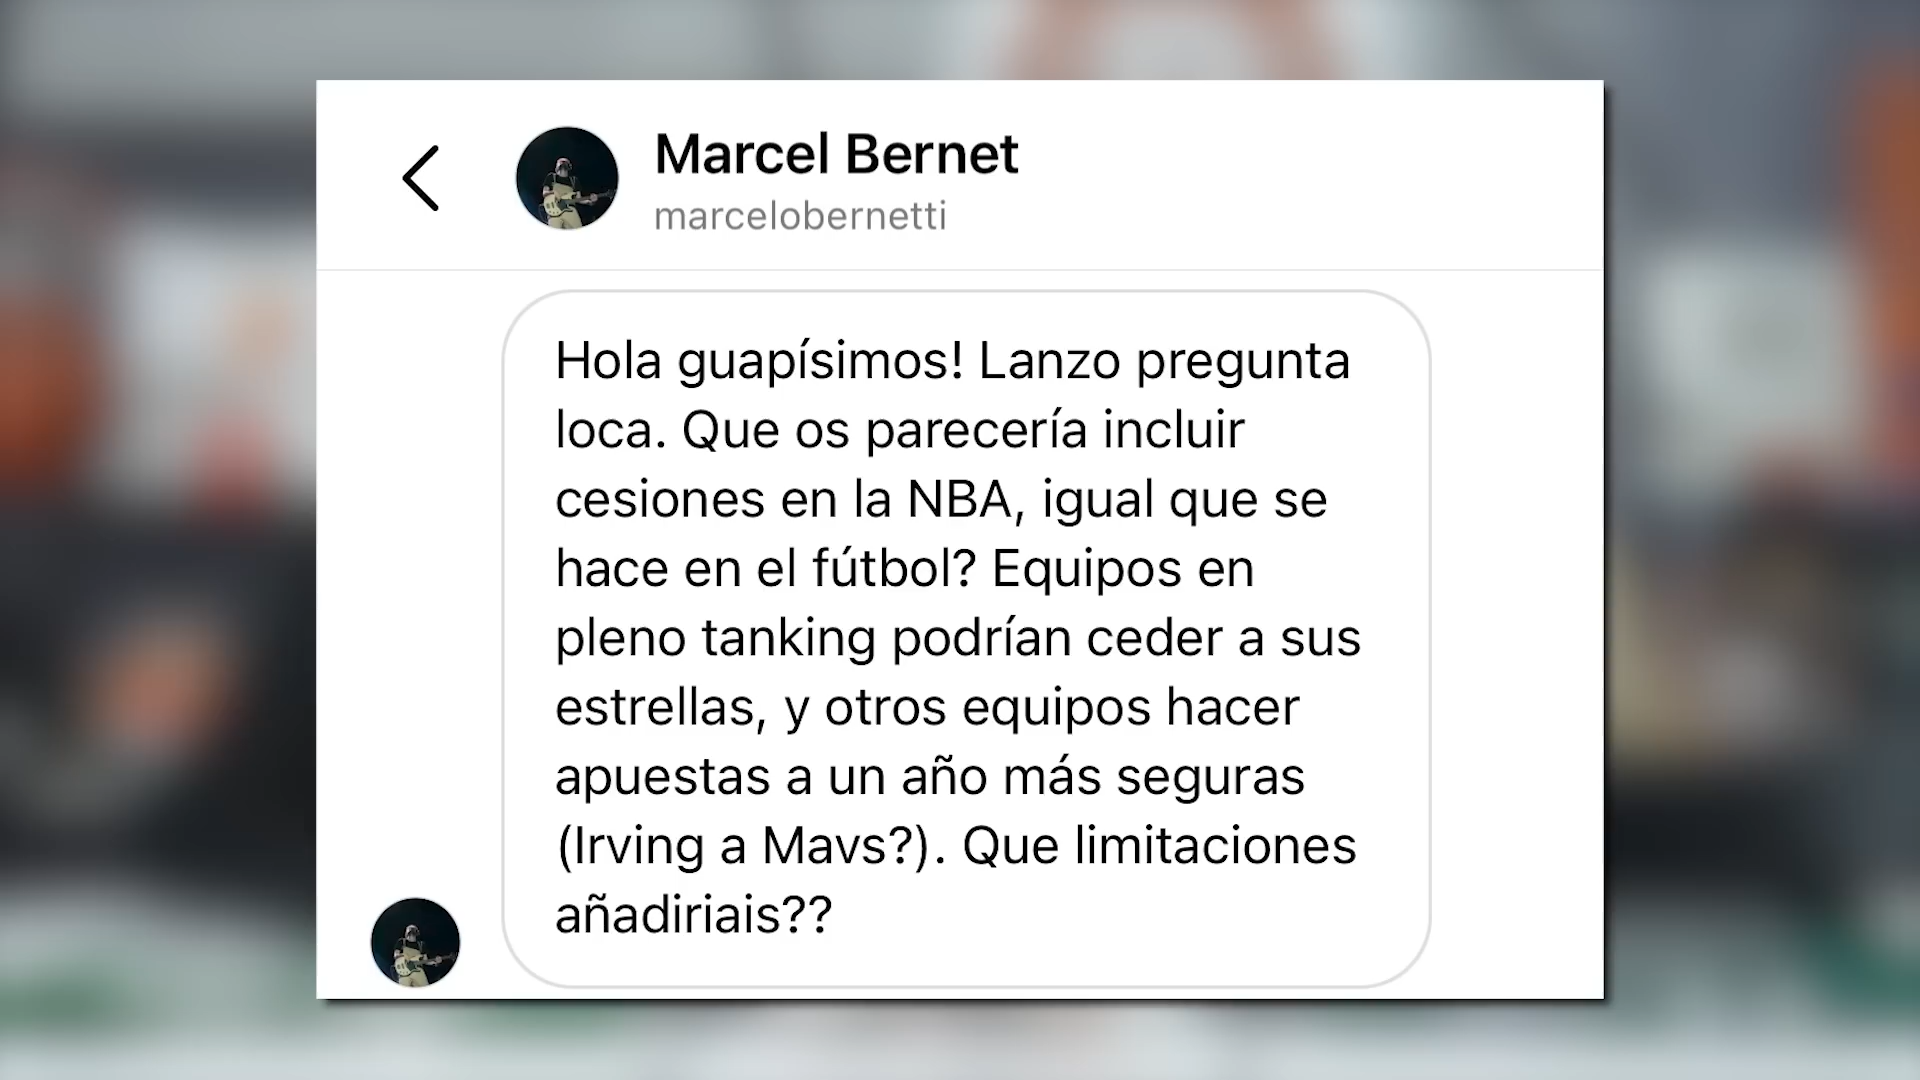 Marcel Bernet
marcelobernetti
Hola guapísimos! Lanzo pregunta
loca. Que os parecería incluir
cesiones en la NBA, igual que se
hace en el fútbol? Equipos en
pleno tanking podrían ceder a sus
estrellas, y otros equipos hacer
apuestas a un año más seguras
(Irving a Mavs?). Que limitaciones
añadiriais??